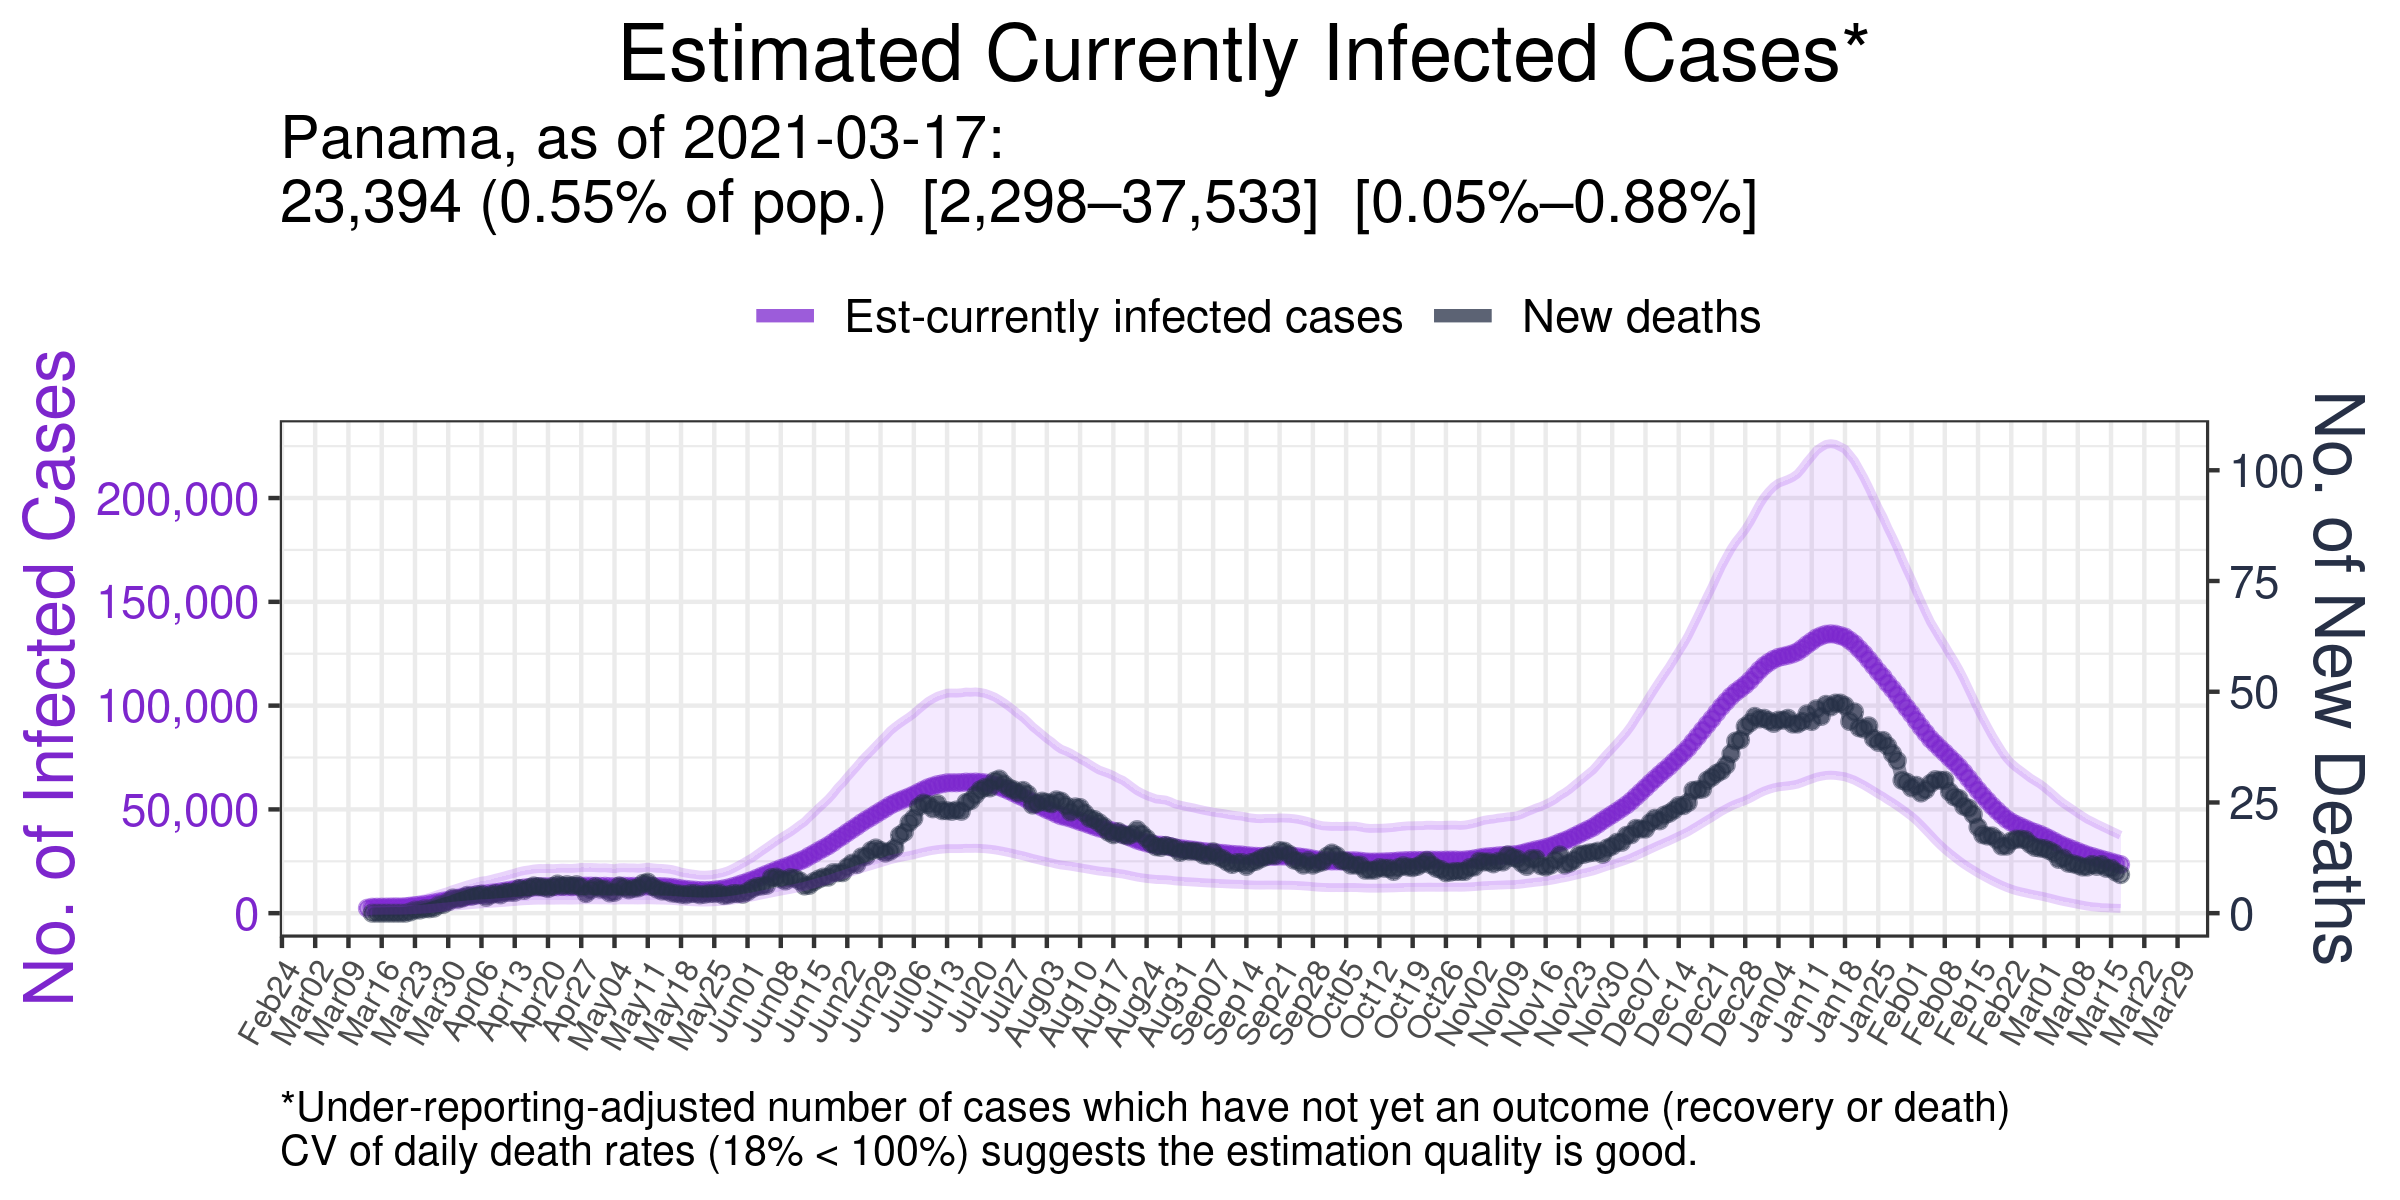 Estimated Currently Infected Cases*
Panama, as of 2021-03-17:
23,394 (0.55% of pop.) [2,298–37,533] [0.05%–0.88%]
Est-currently infected cases
New deaths
No. of Infected Cases
200,000
150,000
100,000
50,000
0
100
75
50
25
0
No. of New Deaths
Feb24
Mar02
Mar09
Mar16
Mar23
Mar30
Apr06
Apr13
Apr20
Apr27
May04
May11
May18
May25
Jun01
Jun08
Jun15
Jun22
Jun29
Jul06
Jul13
Jul20
Jul27
Aug03
Aug10
Aug17
Aug24
Aug31
Sep07
Sep14
Sep21
Sep28
Oct05
Oct12
Oct19
Oct26
Nov02
Nov09
Nov16
Nov23
Nov30
Dec07
Dec14
Dec21
Dec28
Jan04
Jan11
Jan18
Jan25
Feb01
Feb08
Feb15
Feb22
Mar01
Mar08
Mar15
Mar22
Mar29
*Under-reporting-adjusted number of cases which have not yet an outcome (recovery or death)
CV of daily death rates (18% < 100%) suggests the estimation quality is good.